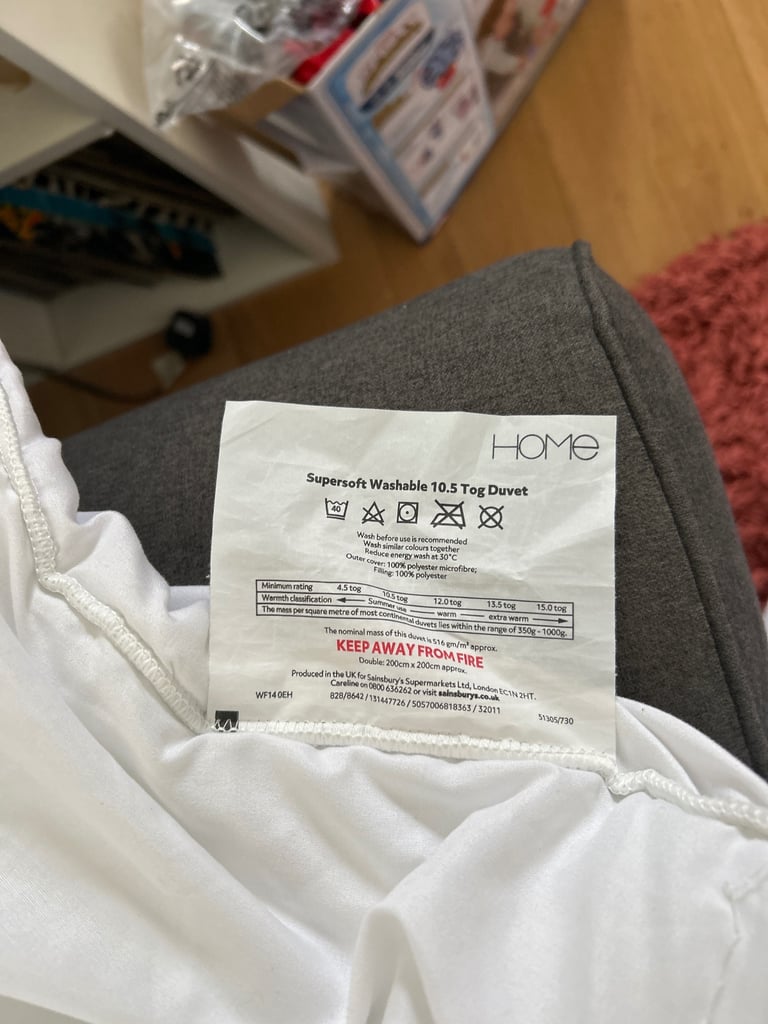 HOME
Supersoft Washable 10.5 Tog Duvet
40
Wash before use is recommended
Wash similar colours together
Reduce energy wash at 30°C
Outer cover: 100% polyester microfibre;
Filling: 100% polyester
Minimum rating 4.5 tog 10.5 tog 12.0 tog 13.5 tog 15.0 tog
Warmth classification Summer use warm extra warm
The mass per square metre of most continental duvets lies within the range of 350g - 1000g.
The nominal mass of this duvet is 516 gm/m² approx.
KEEP AWAY FROM FIRE
Double: 200cm x 200cm approx.
Produced in the UK for Sainsbury's Supermarkets Ltd, London EC1N 2HT.
Careline on 0800 636262 or visit sainsburys.co.uk
WF14 0EH 828/8642 / 131447726 / 5057006818363 / 32011 51305/730